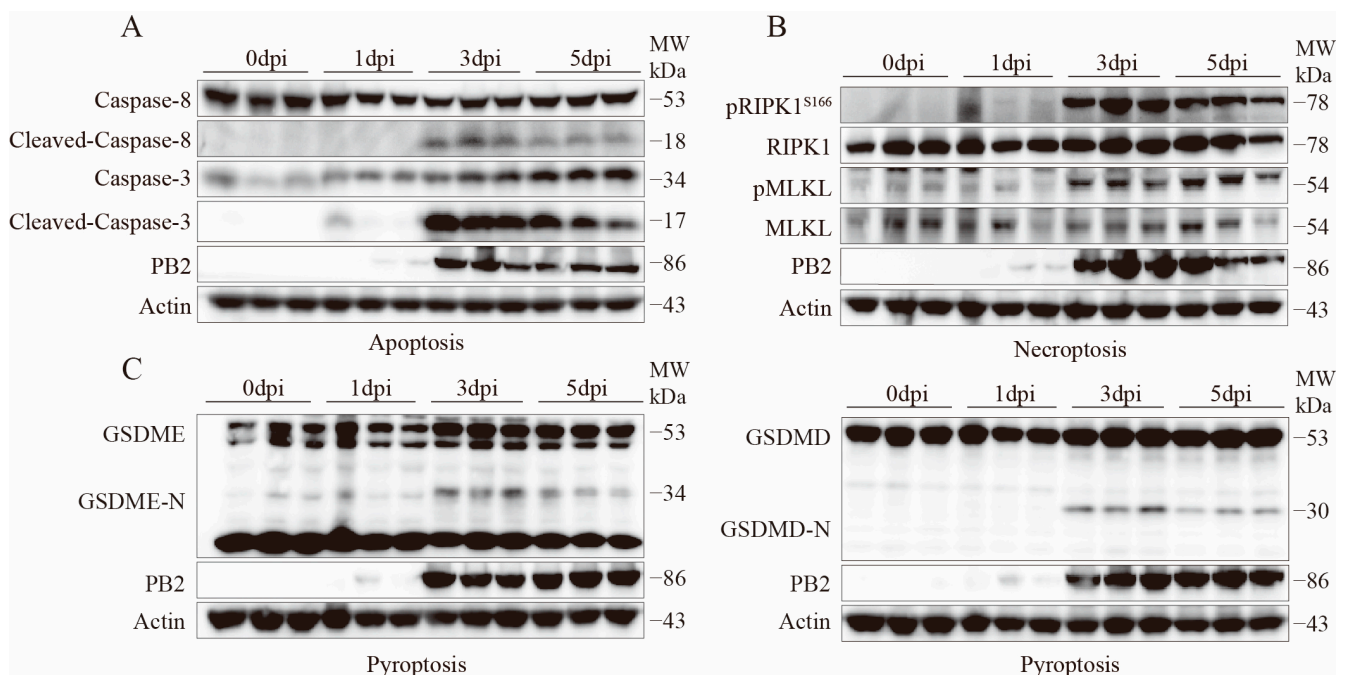 A
0dpi 1dpi 3dpi 5dpi MW kDa
Caspase-8 −53
Cleaved-Caspase-8 −18
Caspase-3 −34
Cleaved-Caspase-3 −17
PB2 −86
Actin −43
Apoptosis
B
0dpi 1dpi 3dpi 5dpi MW kDa
pRIPK1S166 −78
RIPK1 −78
pMLKL −54
MLKL −54
PB2 −86
Actin −43
Necroptosis
C
0dpi 1dpi 3dpi 5dpi MW kDa
GSDME −53
GSDME-N −34
PB2 −86
Actin −43
Pyroptosis
0dpi 1dpi 3dpi 5dpi MW kDa
GSDMD −53
GSDMD-N −30
PB2 −86
Actin −43
Pyroptosis